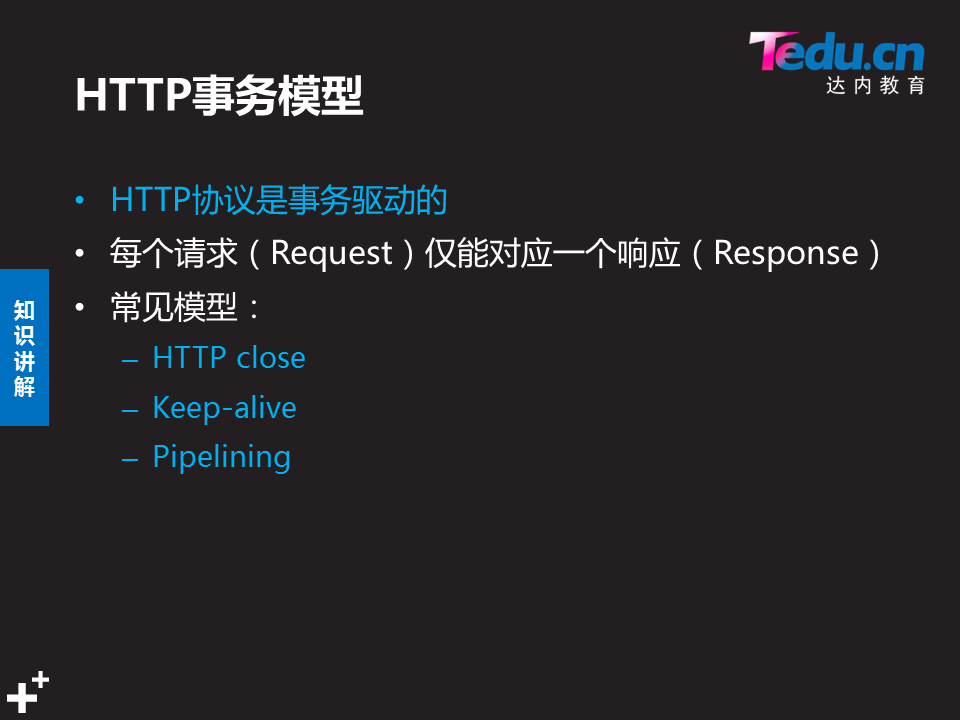 Tedu.cn
达内教育
HTTP事务模型
• HTTP协议是事务驱动的
• 每个请求（Request）仅能对应一个响应（Response）
• 常见模型：
– HTTP close
– Keep-alive
– Pipelining
知识讲解